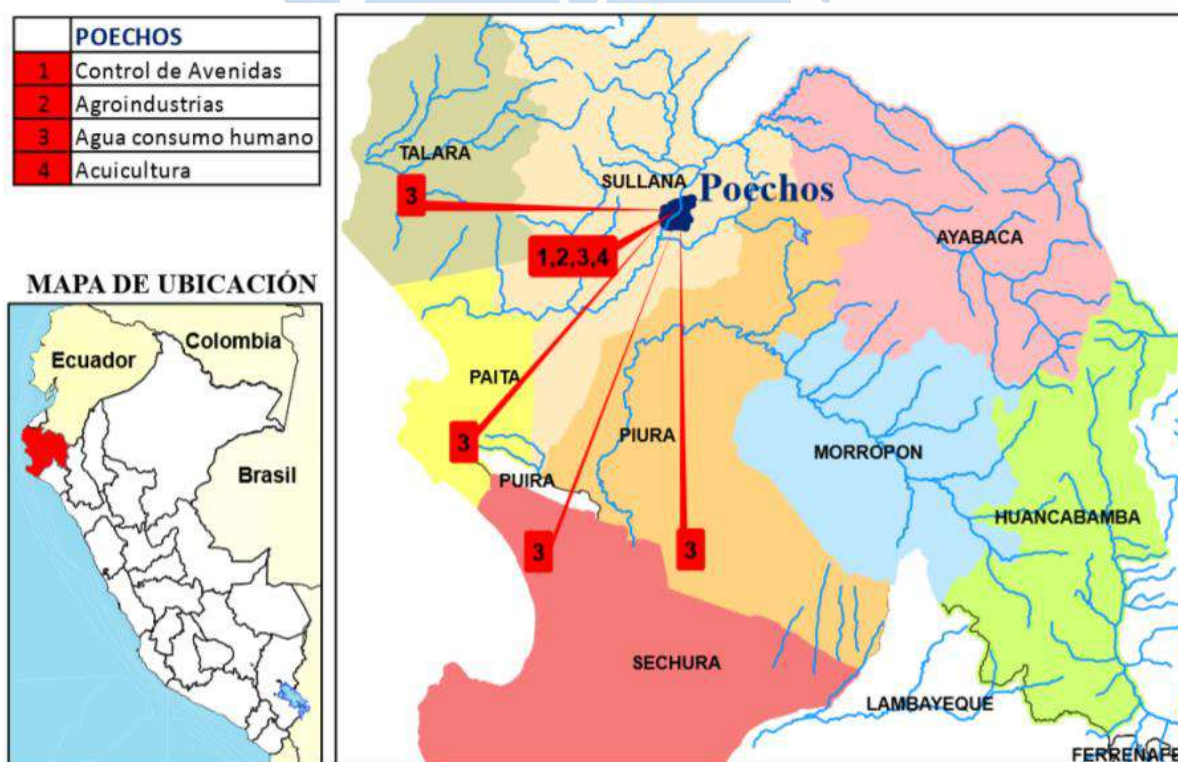 POECHOS
1 Control de Avenidas
2 Agroindustrias
3 Agua consumo humano
4 Acuicultura
MAPA DE UBICACIÓN
Colombia
Ecuador
Brasil
TALARA
3
SULLANA
Poechos
1,2,3,4
AYABACA
PAITA
3
PIURA
MORROPON
PUIRA
HUANCABAMBA
3
3
SECHURA
LAMBAYEQUE
FERREÑAFE